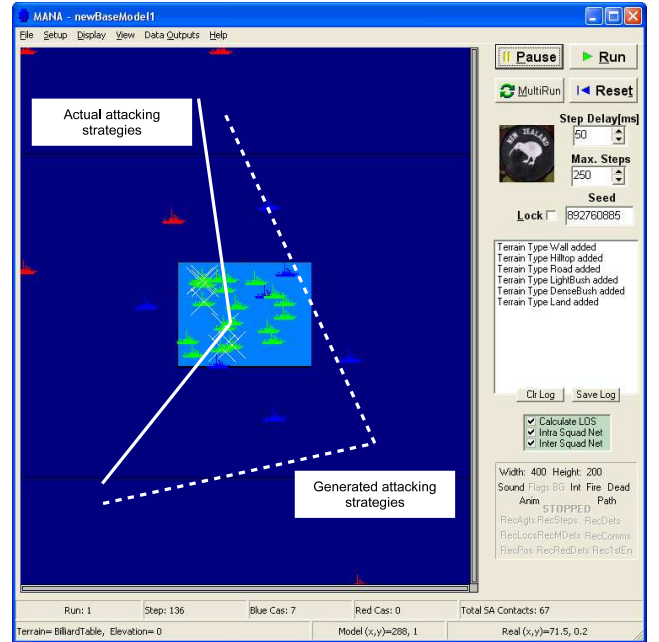 MANA - newBaseModel1
File Setup Display View Data Outputs Help
Actual attacking
strategies
Generated attacking
strategies
Pause
Run
MultiRun
Reset
Step Delay[ms]
50
NEW ZEALAND
Max. Steps
250
Seed
Lock
892760885
Terrain Type Wall added
Terrain Type Hilltop added
Terrain Type Road added
Terrain Type LightBush added
Terrain Type DenseBush added
Terrain Type Land added
Clr Log
Save Log
Calculate LOS
Intra Squad Net
Inter Squad Net
Width: 400 Height: 200
Sound Flags BG Int Fire Dead
Anim Path
STOPPED
RecAgts RecSteps RecDets
RecLocs RecMDets RecComms
RecPos RecRedDets Rec1stEn
Run: 1
Step: 136
Blue Cas: 7
Red Cas: 0
Total SA Contacts: 67
Terrain= BilliardTable, Elevation= 0
Model (x,y)=288, 1
Real (x,y)=71.5, 0.2